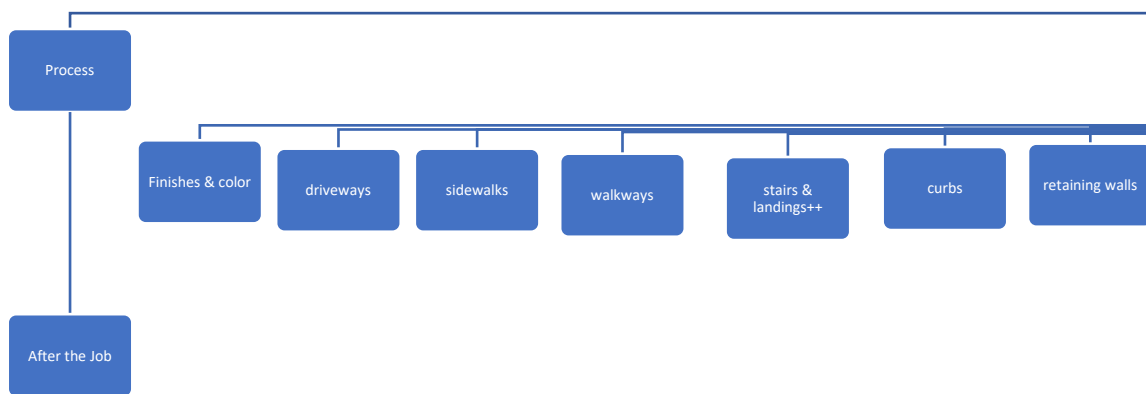 Process
Finishes & color
driveways
sidewalks
walkways
stairs &
landings++
curbs
retaining walls
After the Job